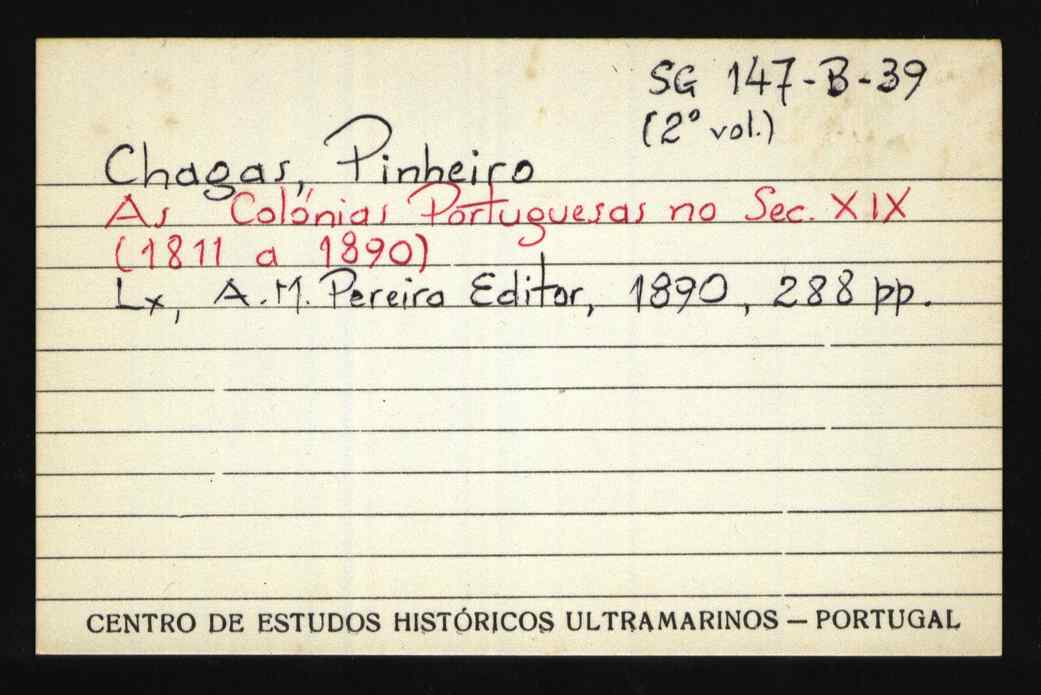 SG 147-B-39
(2º vol.)
Chagas, Pinheiro
As Colónias Portuguesas no Sec. XIX
(1811 a 1890)
Lx, A.M. Pereira Editor, 1890, 288 pp.
CENTRO DE ESTUDOS HISTÓRICOS ULTRAMARINOS — PORTUGAL